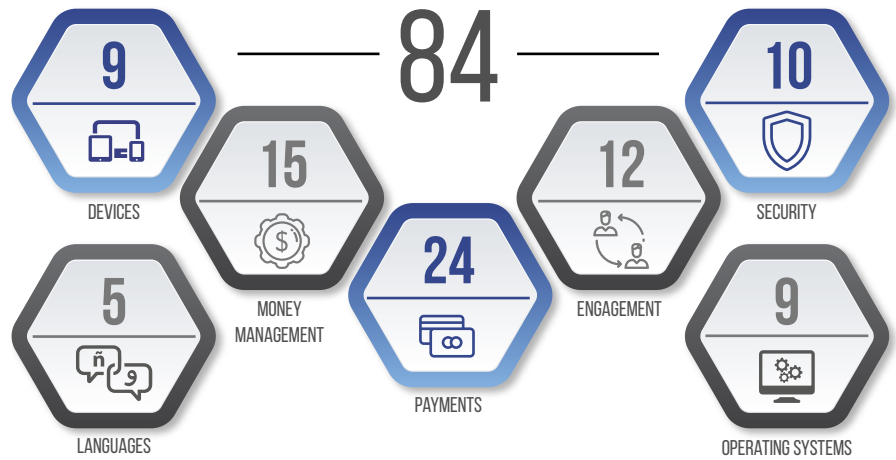 84
9
DEVICES
15
$
MONEY
MANAGEMENT
24
PAYMENTS
12
ENGAGEMENT
10
SECURITY
5
ñ
و
LANGUAGES
9
OPERATING SYSTEMS